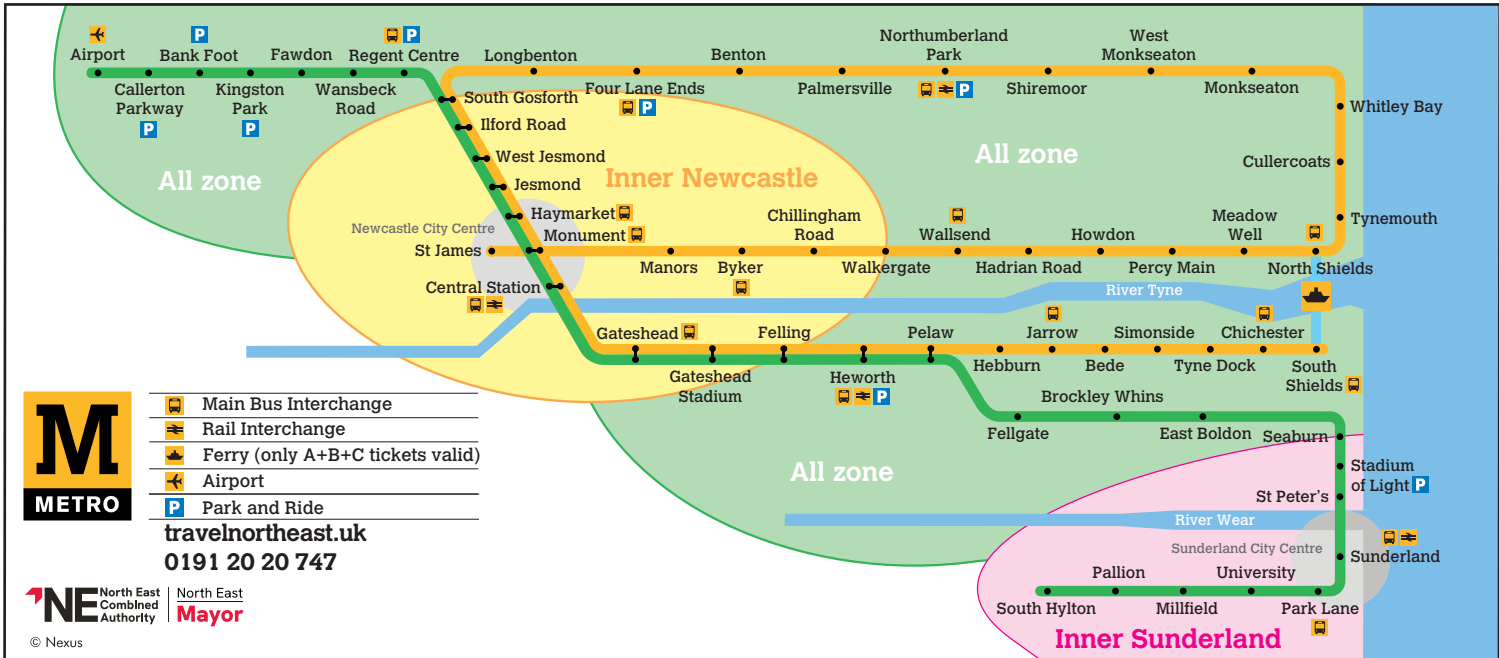 Airport
Callerton
Parkway
P
Bank Foot
P
Kingston
Park
P
Fawdon
Wansbeck
Road
Regent Centre
P
South Gosforth
Longbenton
Four Lane Ends
P
Benton
Palmersville
Northumberland
Park
P
Shiremoor
West
Monkseaton
Monkseaton
Whitley Bay
Cullercoats
Tynemouth
Ilford Road
West Jesmond
Jesmond
Haymarket
Newcastle City Centre
Monument
St James
Central Station
All zone
Inner Newcastle
All zone
Manors
Byker
Chillingham
Road
Walkergate
Wallsend
Hadrian Road
Howdon
Percy Main
Meadow
Well
North Shields
River Tyne
Gateshead
Gateshead
Stadium
Felling
Heworth
P
Pelaw
Hebburn
Jarrow
Bede
Simonside
Tyne Dock
Chichester
South
Shields
Fellgate
Brockley Whins
East Boldon
Seaburn
Stadium
of Light P
St Peter's
All zone
River Wear
Sunderland City Centre
Sunderland
Park Lane
University
Millfield
Pallion
South Hylton
Inner Sunderland
M
METRO
Main Bus Interchange
Rail Interchange
Ferry (only A+B+C tickets valid)
Airport
P Park and Ride
travelnortheast.uk
0191 20 20 747
NE
North East
Combined
Authority
North East
Mayor
© Nexus